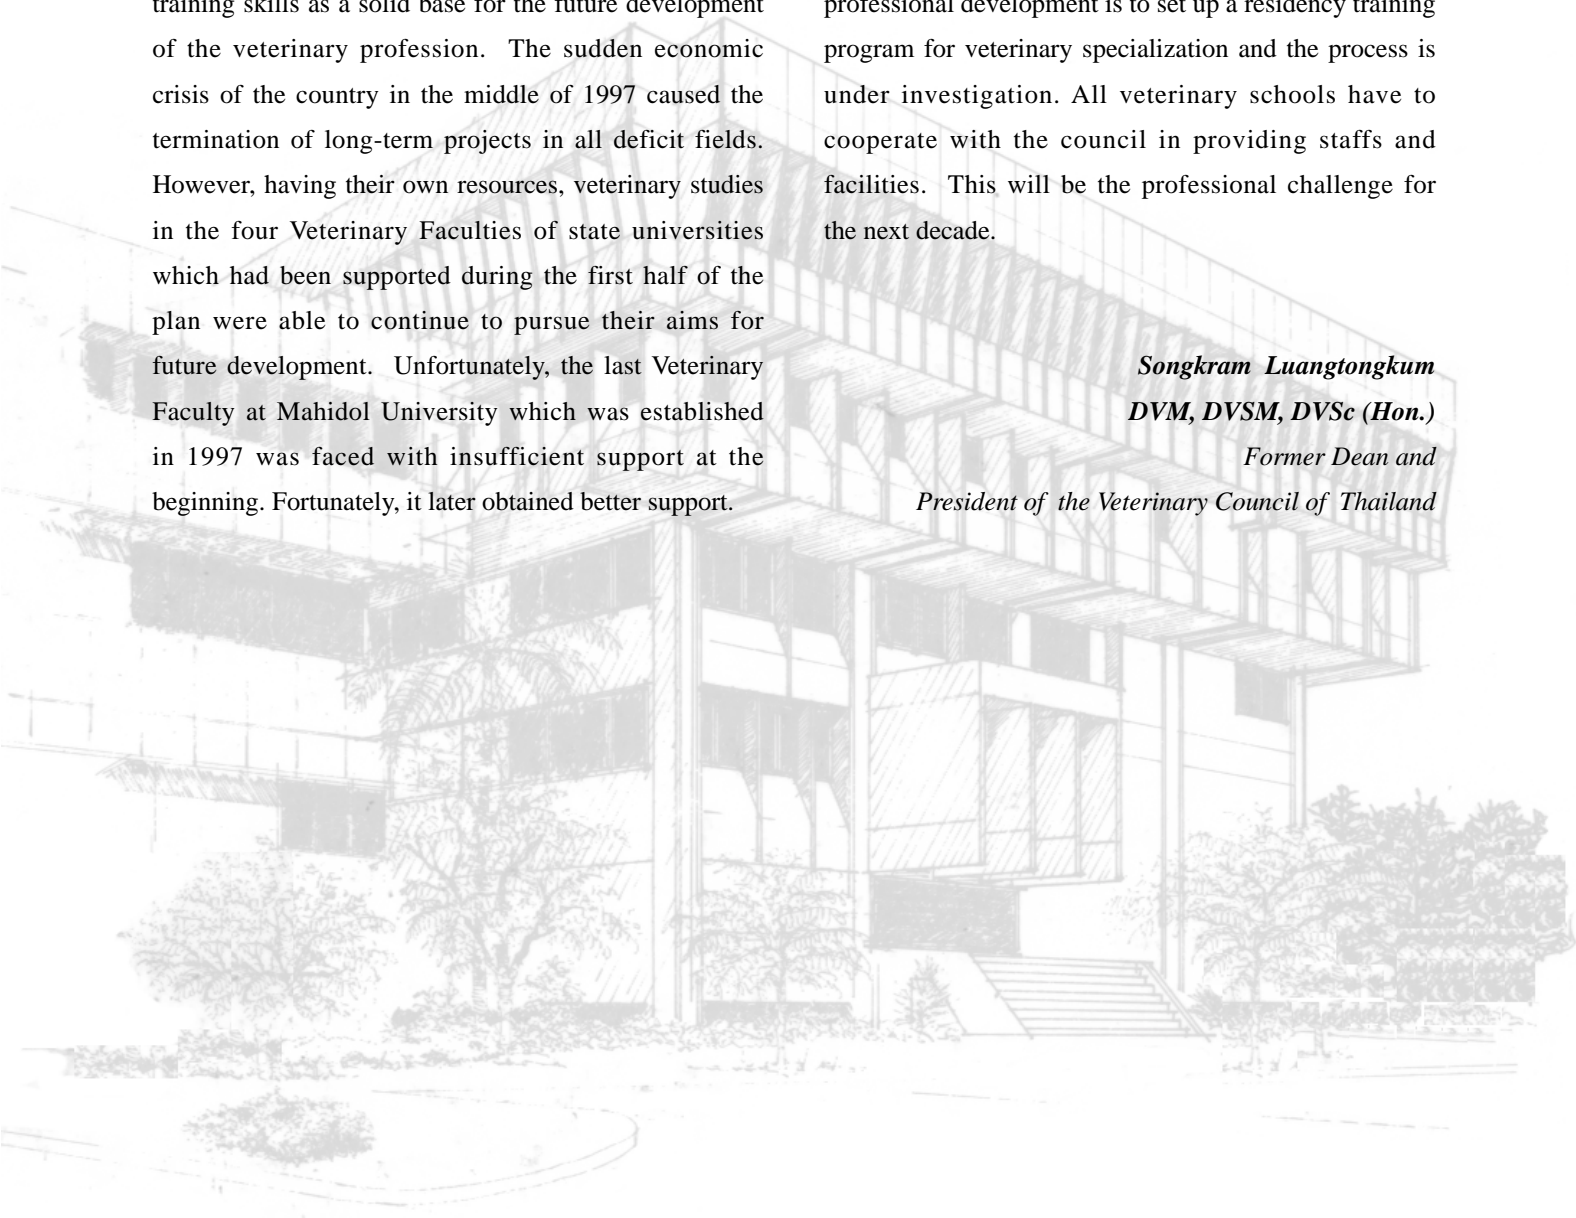 training skills as a solid base for the future development
of the veterinary profession. The sudden economic
crisis of the country in the middle of 1997 caused the
termination of long-term projects in all deficit fields.
However, having their own resources, veterinary studies
in the four Veterinary Faculties of state universities
which had been supported during the first half of the
plan were able to continue to pursue their aims for
future development. Unfortunately, the last Veterinary
Faculty at Mahidol University which was established
in 1997 was faced with insufficient support at the
beginning. Fortunately, it later obtained better support.
professional development is to set up a residency training
program for veterinary specialization and the process is
under investigation. All veterinary schools have to
cooperate with the council in providing staffs and
facilities. This will be the professional challenge for
the next decade.
Songkram Luangtongkum
DVM, DVSM, DVSc (Hon.)
Former Dean and
President of the Veterinary Council of Thailand